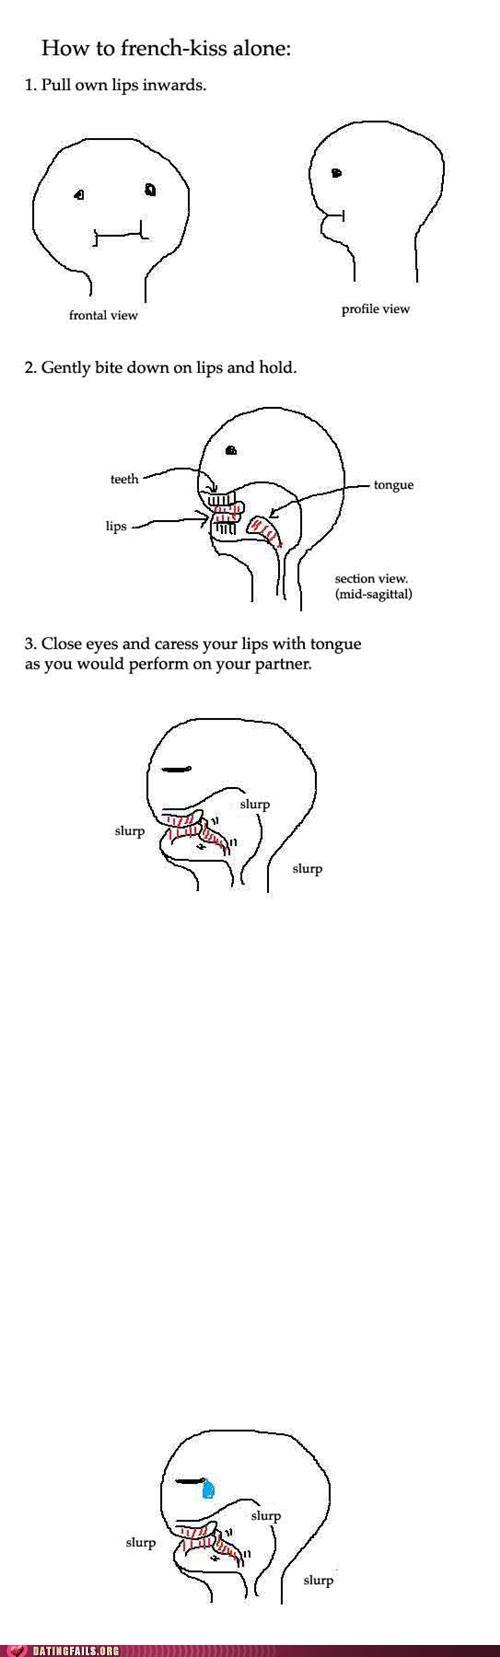 How to french-kiss alone:
1. Pull own lips inwards.
frontal view
profile view
2. Gently bite down on lips and hold.
teeth
tongue
lips
section view.
(mid-sagittal)
3. Close eyes and caress your lips with tongue
as you would perform on your partner.
slurp
slurp
slurp
slurp
slurp
slurp
DATINGFAILS.ORG